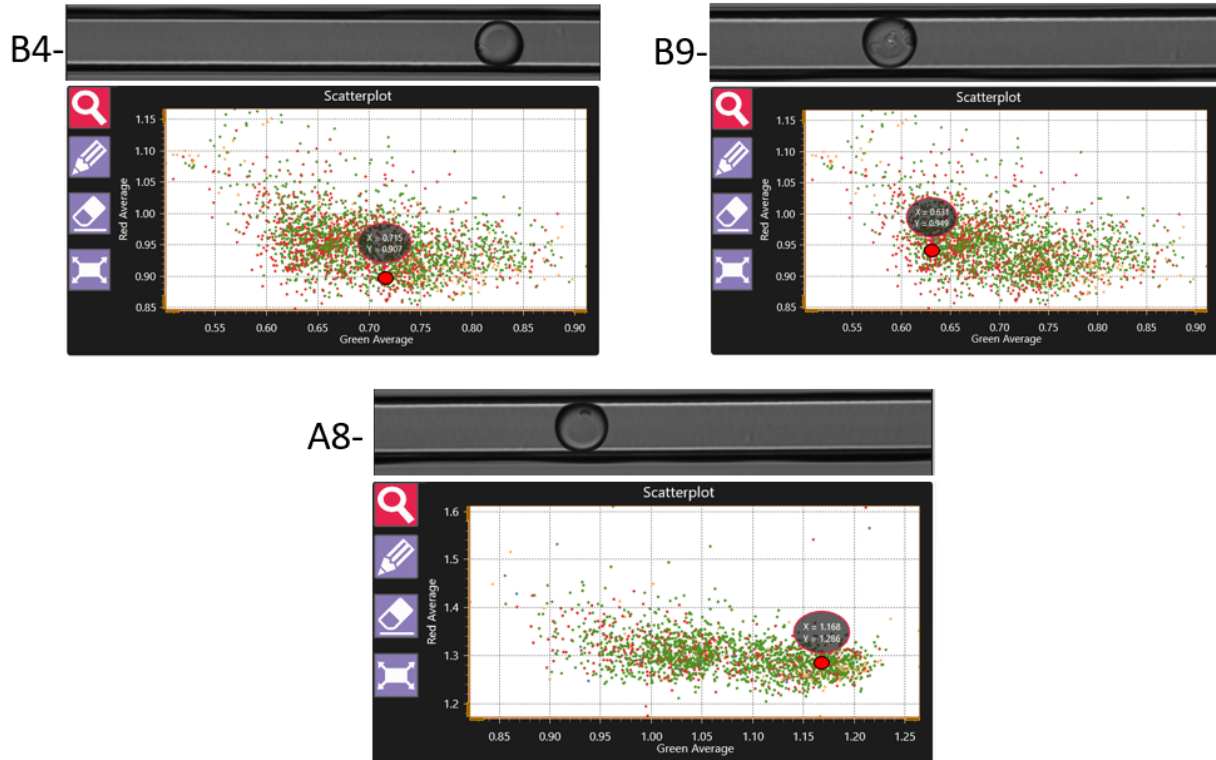 B4-
Scatterplot
1.15
1.10
1.05
1.00
0.95
0.90
0.85
Red Average
X = 0.715
Y = 0.907
0.55 0.60 0.65 0.70 0.75 0.80 0.85 0.90
Green Average
B9-
Scatterplot
1.15
1.10
1.05
1.00
0.95
0.90
0.85
Red Average
X = 0.631
Y = 0.949
0.55 0.60 0.65 0.70 0.75 0.80 0.85 0.90
Green Average
A8-
Scatterplot
1.6
1.5
1.4
1.3
1.2
Red Average
X = 1.168
Y = 1.286
0.85 0.90 0.95 1.00 1.05 1.10 1.15 1.20 1.25
Green Average